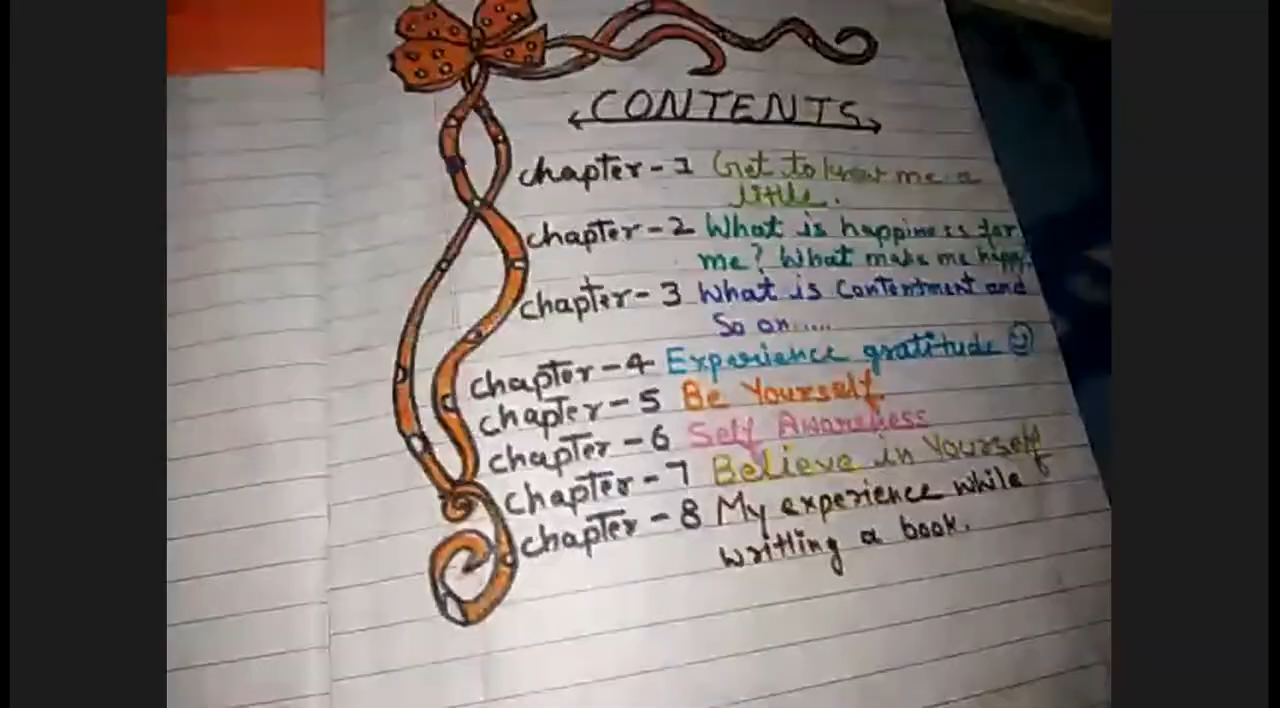 CONTENTS
chapter - 1 Get to know me a
little.
chapter - 2 What is happiness for
me? What make me happy.
chapter - 3 What is Contentment and
So on.....
chapter - 4 Experience gratitude ☺
chapter - 5 Be Yourself.
chapter - 6 Self Awareness
chapter - 7 Believe in Yourself
chapter - 8 My experience while
writting a book.